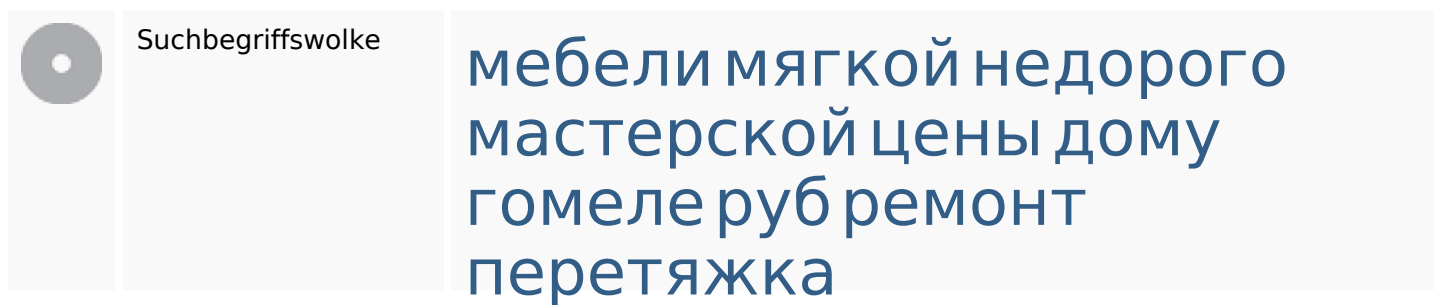 Suchbegriffswolke
мебели мягкой недорого
мастерской цены дому
гомеле руб ремонт
перетяжка